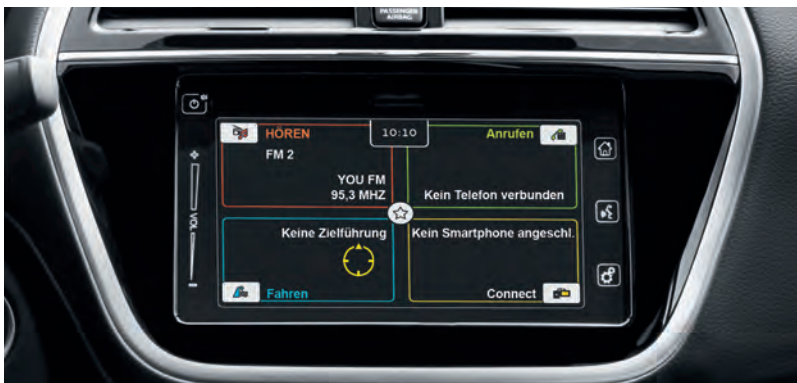 PASSENGER
AIRBAG
10:10
HÖREN
FM 2
YOU FM
95,3 MHZ
Anrufen
Kein Telefon verbunden
Keine Zielführung
Fahren
Kein Smartphone angeschl.
Connect
VOL